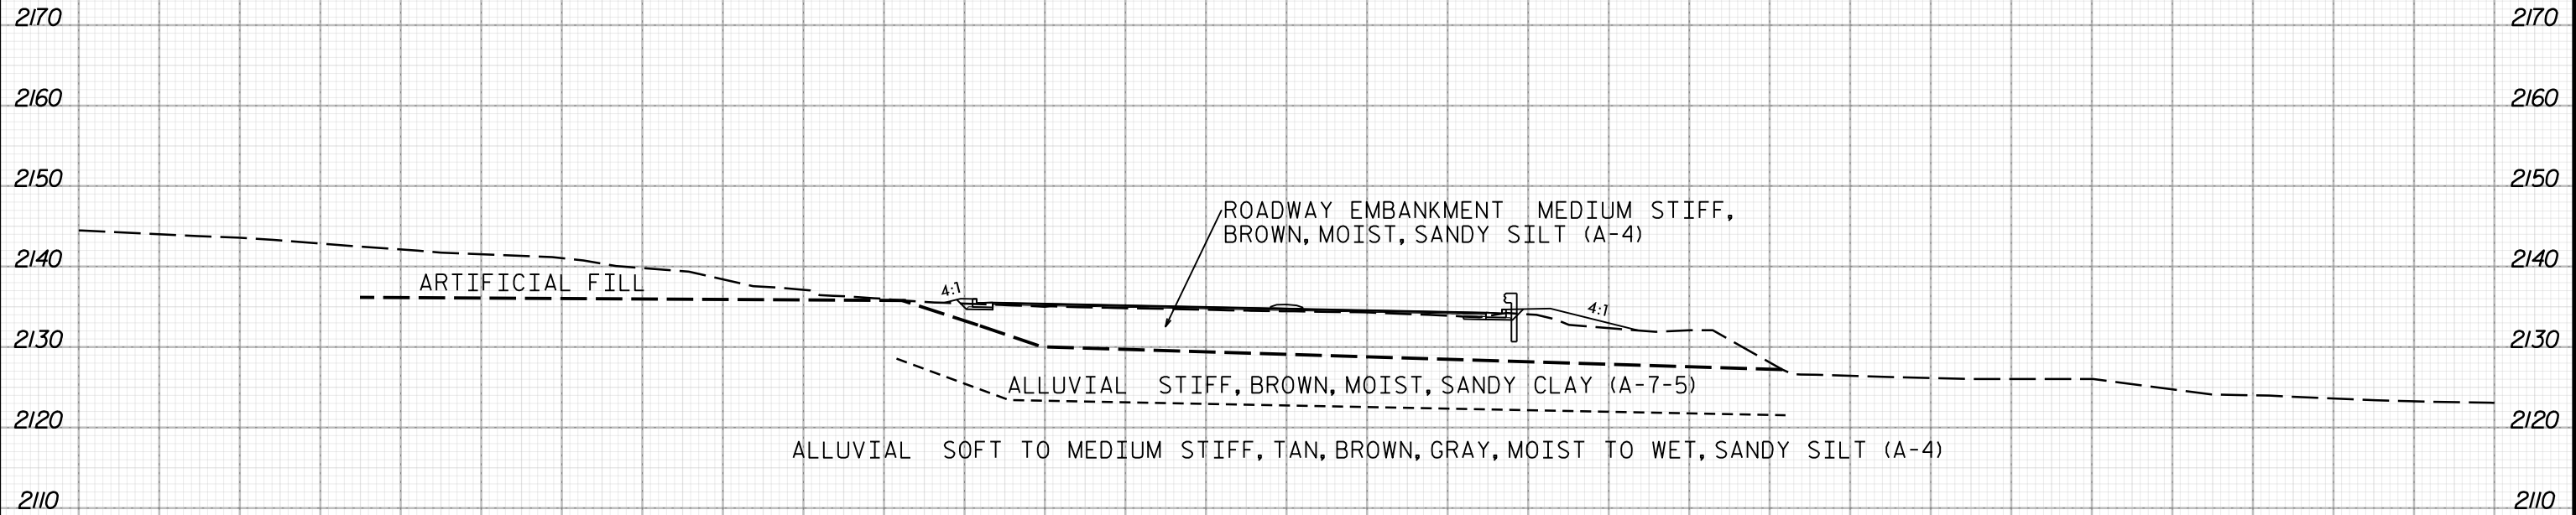 2170 2170
2160 2160
2150 2150
ROADWAY EMBANKMENT MEDIUM STIFF,
BROWN, MOIST, SANDY SILT (A-4)
2140 2140
ARTIFICIAL FILL
4:1
4:1
2130 2130
ALLUVIAL STIFF, BROWN, MOIST, SANDY CLAY (A-7-5)
2120 2120
ALLUVIAL SOFT TO MEDIUM STIFF, TAN, BROWN, GRAY, MOIST TO WET, SANDY SILT (A-4)
2110 2110